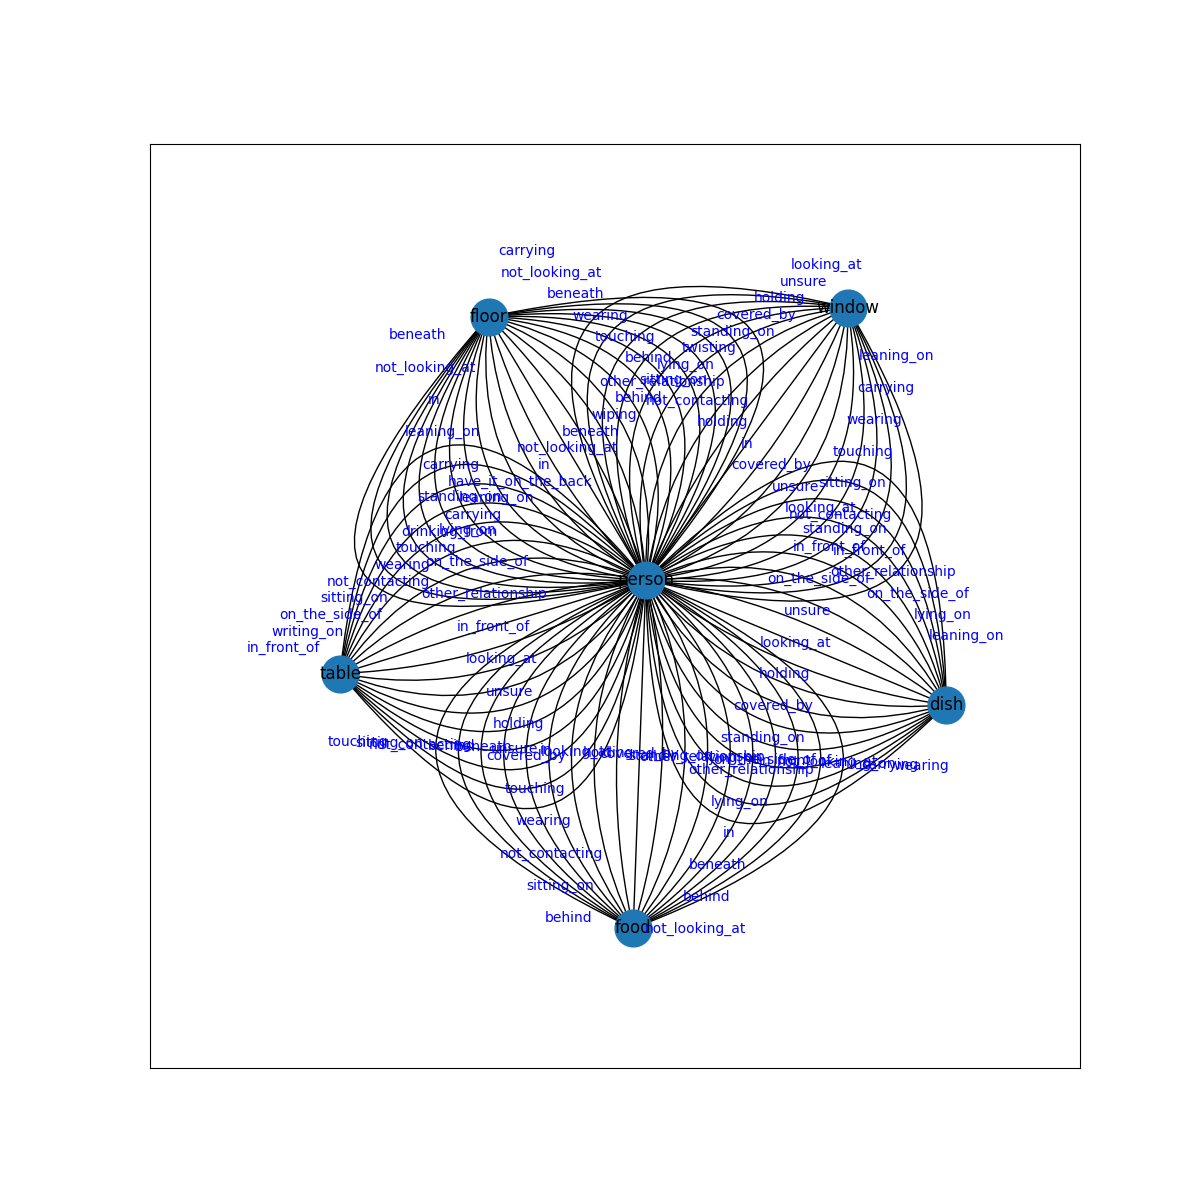 carrying
looking_at
not_looking_at
unsure
beneath
holding
floor
window
wearing
covered_by
standing_on
beneath
touching
twisting
behind
leaning_on
lying_on
not_looking_at
sitting_on
other_relationship
carrying
in
behind
not_contacting
wiping
holding
wearing
leaning_on
beneath
in
not_looking_at
touching
carrying
in
covered_by
have_it_on_the_back
unsure
sitting_on
standing_on
leaning_on
looking_at
carrying
not_contacting
drinking_from
lying_on
standing_on
touching
in_front_of
in_front_of
wearing
on_the_side_of
other_relationship
not_contacting
person
on_the_side_of
sitting_on
other_relationship
on_the_side_of
on_the_side_of
unsure
lying_on
writing_on
in_front_of
leaning_on
in_front_of
looking_at
looking_at
table
holding
unsure
dish
covered_by
holding
standing_on
touching
unsure
covered_by
wearing
other_relationship
touching
lying_on
wearing
in
not_contacting
beneath
sitting_on
behind
behind
food
not_looking_at